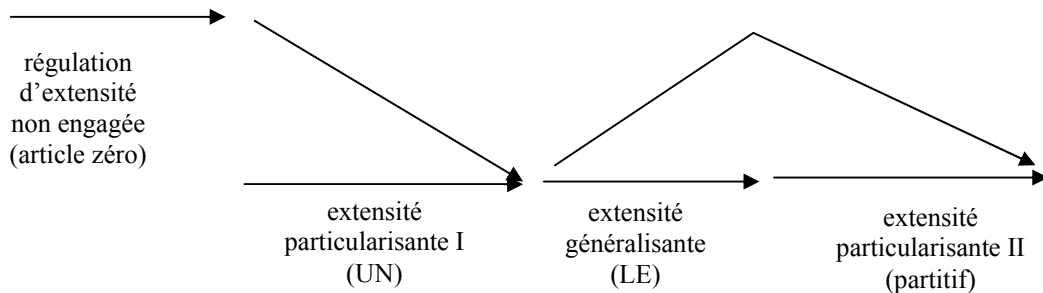 régulation
d’extensité
non engagée
(article zéro)
extensité
particularisante I
(UN)
extensité
généralisante
(LE)
extensité
particularisante II
(partitif)